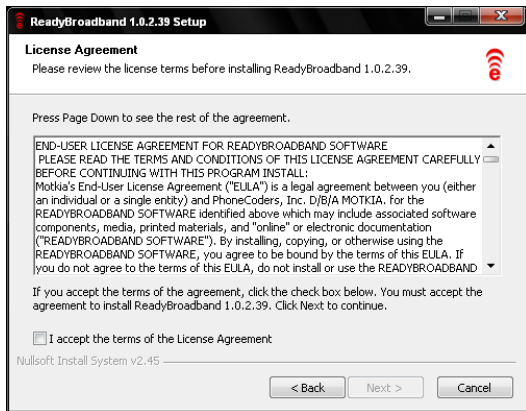 ReadyBroadband 1.0.2.39 Setup
License Agreement
Please review the license terms before installing ReadyBroadband 1.0.2.39.
e
Press Page Down to see the rest of the agreement.
END-USER LICENSE AGREEMENT FOR READYBROADBAND SOFTWARE
PLEASE READ THE TERMS AND CONDITIONS OF THIS LICENSE AGREEMENT CAREFULLY
BEFORE CONTINUING WITH THIS PROGRAM INSTALL:
Motkia's End-User License Agreement ("EULA") is a legal agreement between you (either
an individual or a single entity) and PhoneCoders, Inc. D/B/A MOTKIA. for the
READYBROADBAND SOFTWARE identified above which may include associated software
components, media, printed materials, and "online" or electronic documentation
("READYBROADBAND SOFTWARE"). By installing, copying, or otherwise using the
READYBROADBAND SOFTWARE, you agree to be bound by the terms of this EULA. If
you do not agree to the terms of this EULA, do not install or use the READYBROADBAND
If you accept the terms of the agreement, click the check box below. You must accept the
agreement to install ReadyBroadband 1.0.2.39. Click Next to continue.
I accept the terms of the License Agreement
Nullsoft Install System v2.45
< Back Next > Cancel